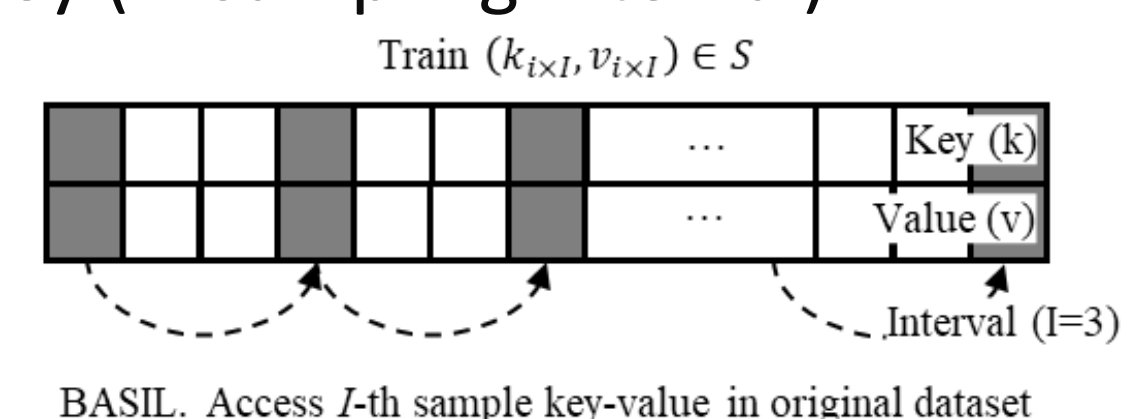 Train (k_{i×I}, v_{i×I}) ∈ S
... Key (k)
... Value (v)
Interval (I=3)
BASIL. Access I-th sample key-value in original dataset